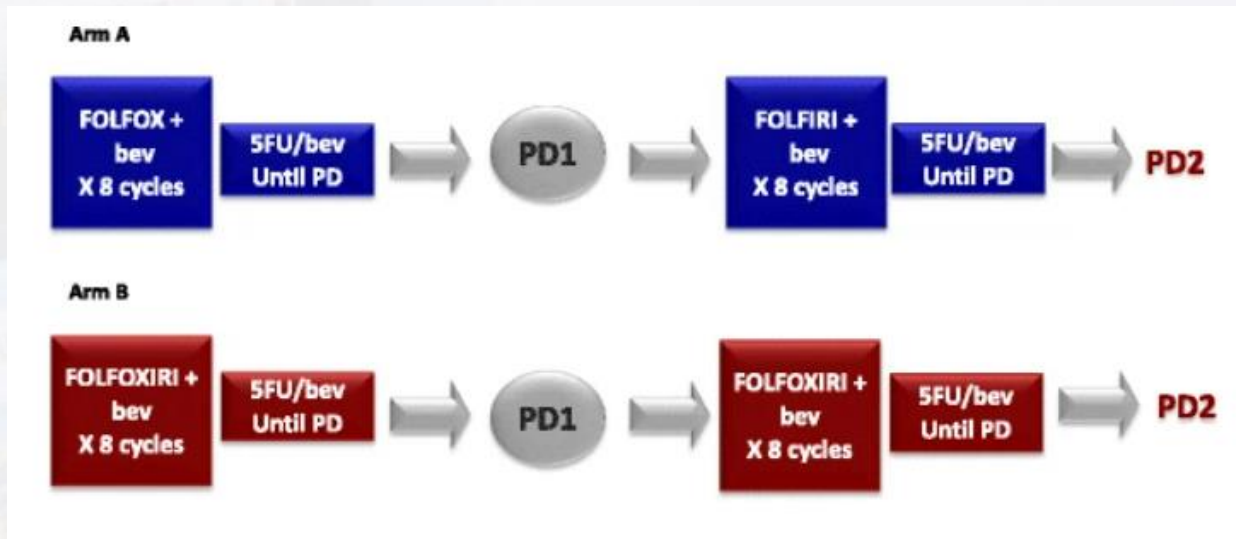 Arm A
FOLFOX +
bev
X 8 cycles
5FU/bev
Until PD
PD1
FOLFIRI +
bev
X 8 cycles
5FU/bev
Until PD
PD2
Arm B
FOLFOXIRI +
bev
X 8 cycles
5FU/bev
Until PD
PD1
FOLFOXIRI +
bev
X 8 cycles
5FU/bev
Until PD
PD2